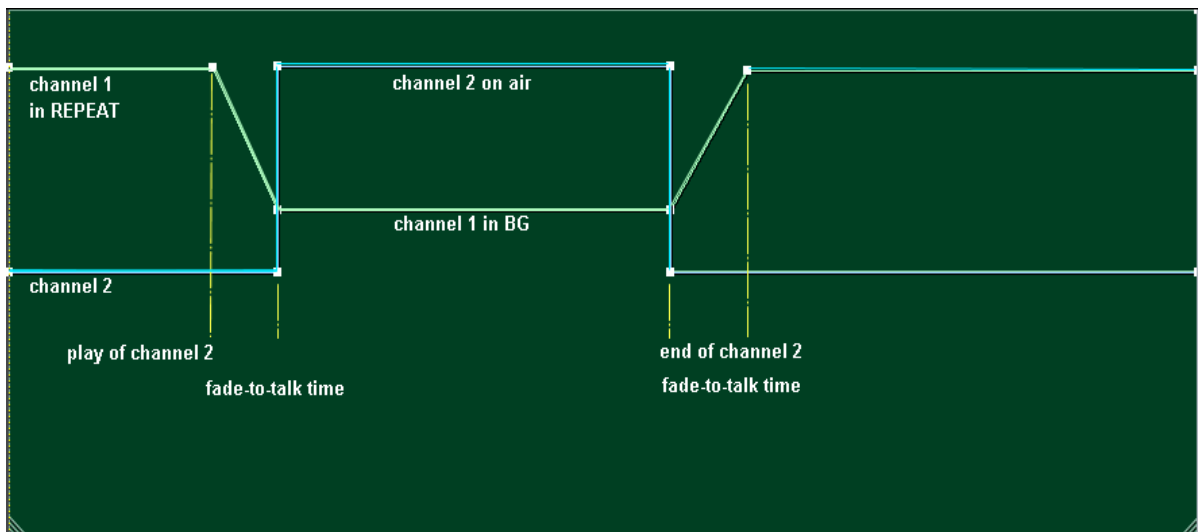 channel 1
in REPEAT
channel 2 on air
channel 1 in BG
channel 2
play of channel 2
fade-to-talk time
end of channel 2
fade-to-talk time